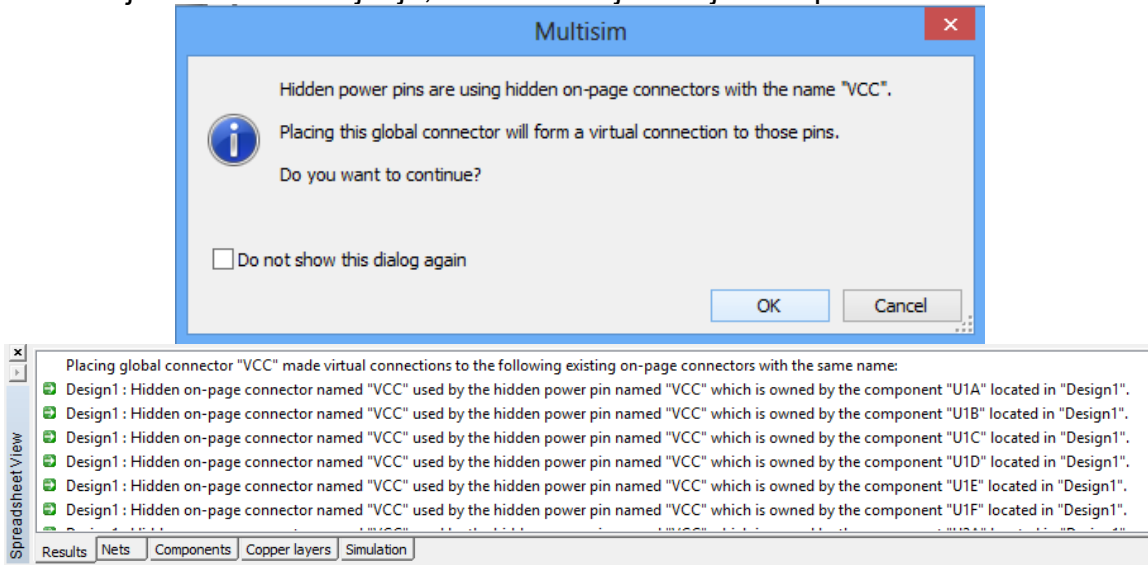 Multisim
Hidden power pins are using hidden on-page connectors with the name "VCC".
Placing this global connector will form a virtual connection to those pins.
Do you want to continue?
Do not show this dialog again
OK Cancel
Placing global connector "VCC" made virtual connections to the following existing on-page connectors with the same name:
Design1 : Hidden on-page connector named "VCC" used by the hidden power pin named "VCC" which is owned by the component "U1A" located in "Design1".
Design1 : Hidden on-page connector named "VCC" used by the hidden power pin named "VCC" which is owned by the component "U1B" located in "Design1".
Design1 : Hidden on-page connector named "VCC" used by the hidden power pin named "VCC" which is owned by the component "U1C" located in "Design1".
Design1 : Hidden on-page connector named "VCC" used by the hidden power pin named "VCC" which is owned by the component "U1D" located in "Design1".
Design1 : Hidden on-page connector named "VCC" used by the hidden power pin named "VCC" which is owned by the component "U1E" located in "Design1".
Design1 : Hidden on-page connector named "VCC" used by the hidden power pin named "VCC" which is owned by the component "U1F" located in "Design1".
Spreadsheet View
Results Nets Components Copper layers Simulation